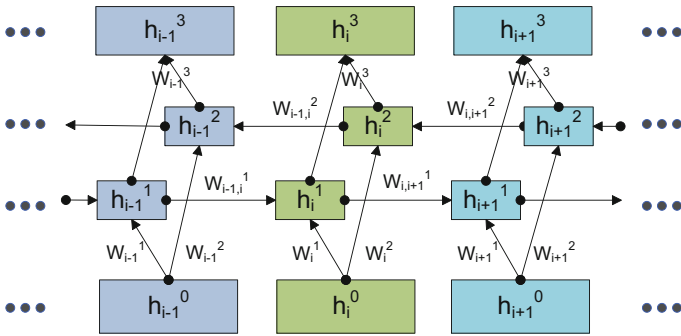 h_{i-1}^3 h_i^3 h_{i+1}^3
W_{i-1}^3 W_i^3 W_{i+1}^3
W_{i-1,i}^2 W_{i,i+1}^2
h_{i-1}^2 h_i^2 h_{i+1}^2
W_{i-1,i}^1 W_{i,i+1}^1
h_{i-1}^1 h_i^1 h_{i+1}^1
W_{i-1}^1 W_{i-1}^2 W_i^1 W_i^2 W_{i+1}^1 W_{i+1}^2
h_{i-1}^0 h_i^0 h_{i+1}^0